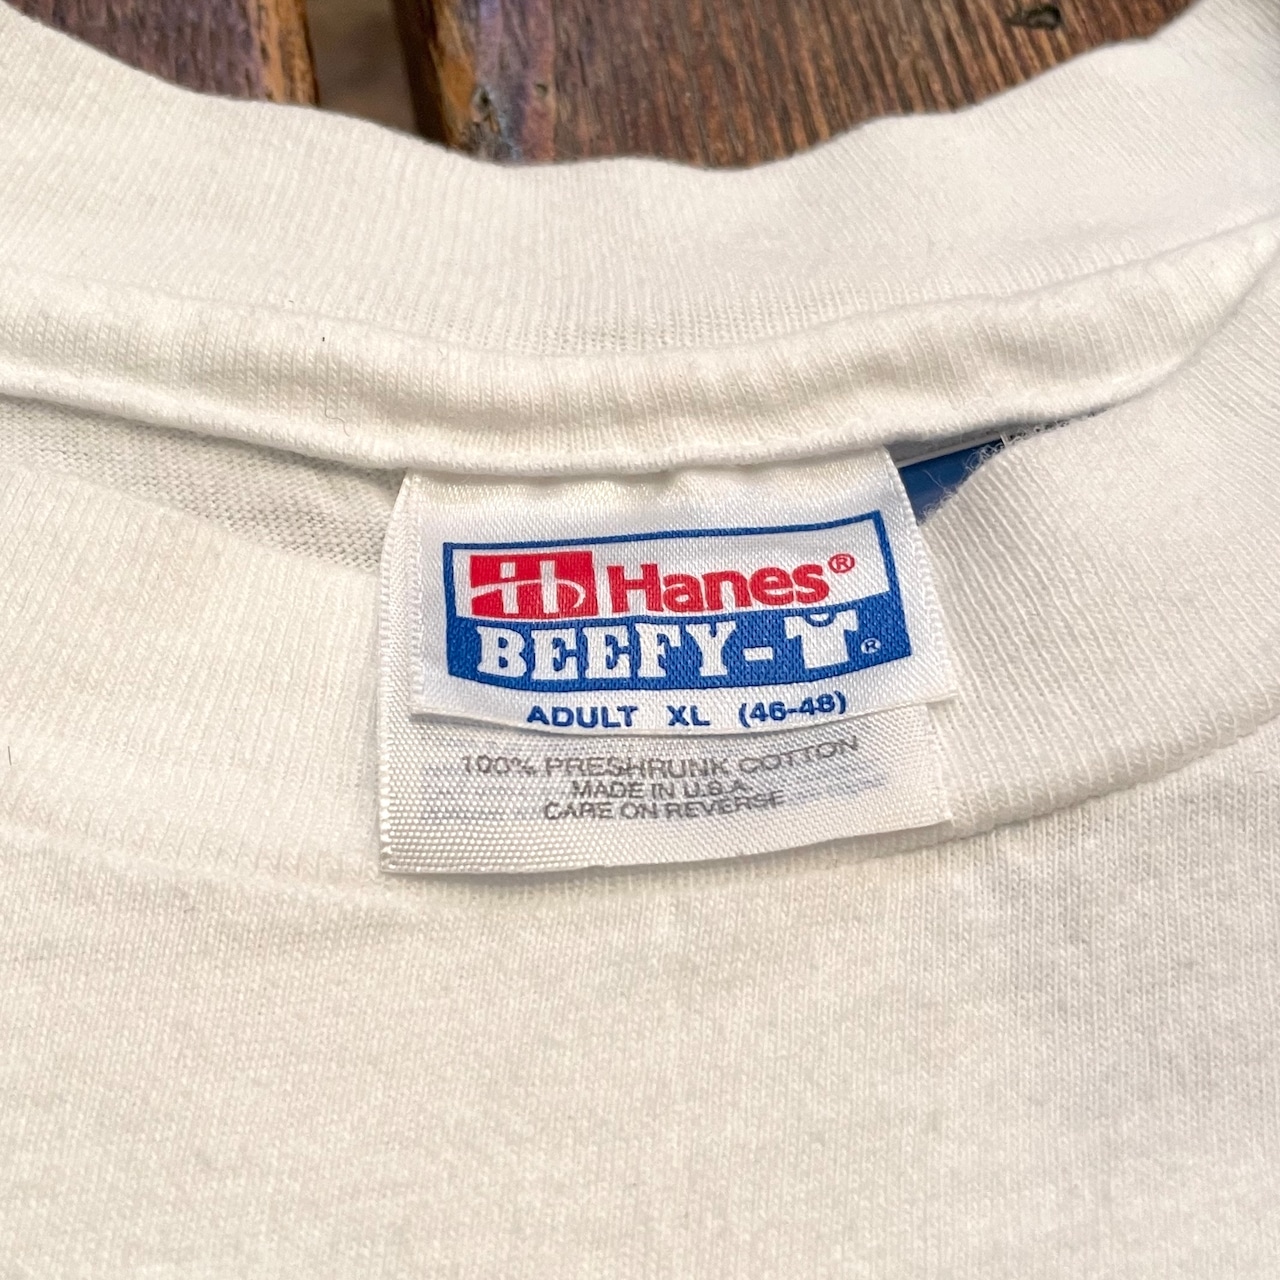 Hanes®
BEEFY-T®
ADULT XL (46-48)
100% PRESHRUNK COTTON
MADE IN U.S.A.
CARE ON REVERSE